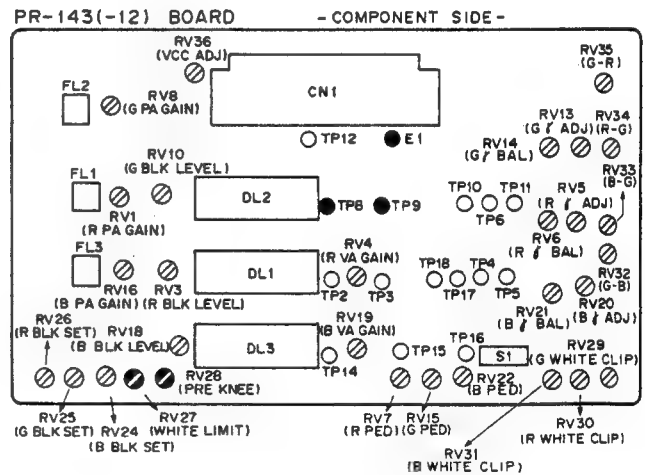 PR-143(-12) BOARD -COMPONENT SIDE-
RV36
(VCC ADJ)
RV35
(G-R)
FL2
RV8
(G PA GAIN)
CN1
TP12
E1
RV13
(G γ ADJ)
RV34
(R-G)
RV14
(G γ BAL)
RV33
(B-G)
RV10
(G BLK LEVEL)
FL1
RV1
(R PA GAIN)
DL2
TP8
TP9
TP10
TP11
TP6
RV5
(R γ ADJ)
RV6
(R γ BAL)
FL3
RV16
(B PA GAIN)
RV3
(R BLK LEVEL)
DL1
RV4
(R VA GAIN)
TP2
TP3
TP18
TP4
TP17
TP5
RV32
(G-B)
RV20
(B γ ADJ)
RV21
(B γ BAL)
RV26
(R BLK SET)
RV18
(B BLK LEVEL)
DL3
RV19
(B VA GAIN)
TP14
TP15
TP16
S1
RV29
(G WHITE CLIP)
RV28
(PRE KNEE)
RV22
(B PED)
RV25
(G BLK SET)
RV24
(B BLK SET)
RV27
(WHITE LIMIT)
RV7
(R PED)
RV15
(G PED)
RV31
(B WHITE CLIP)
RV30
(R WHITE CLIP)